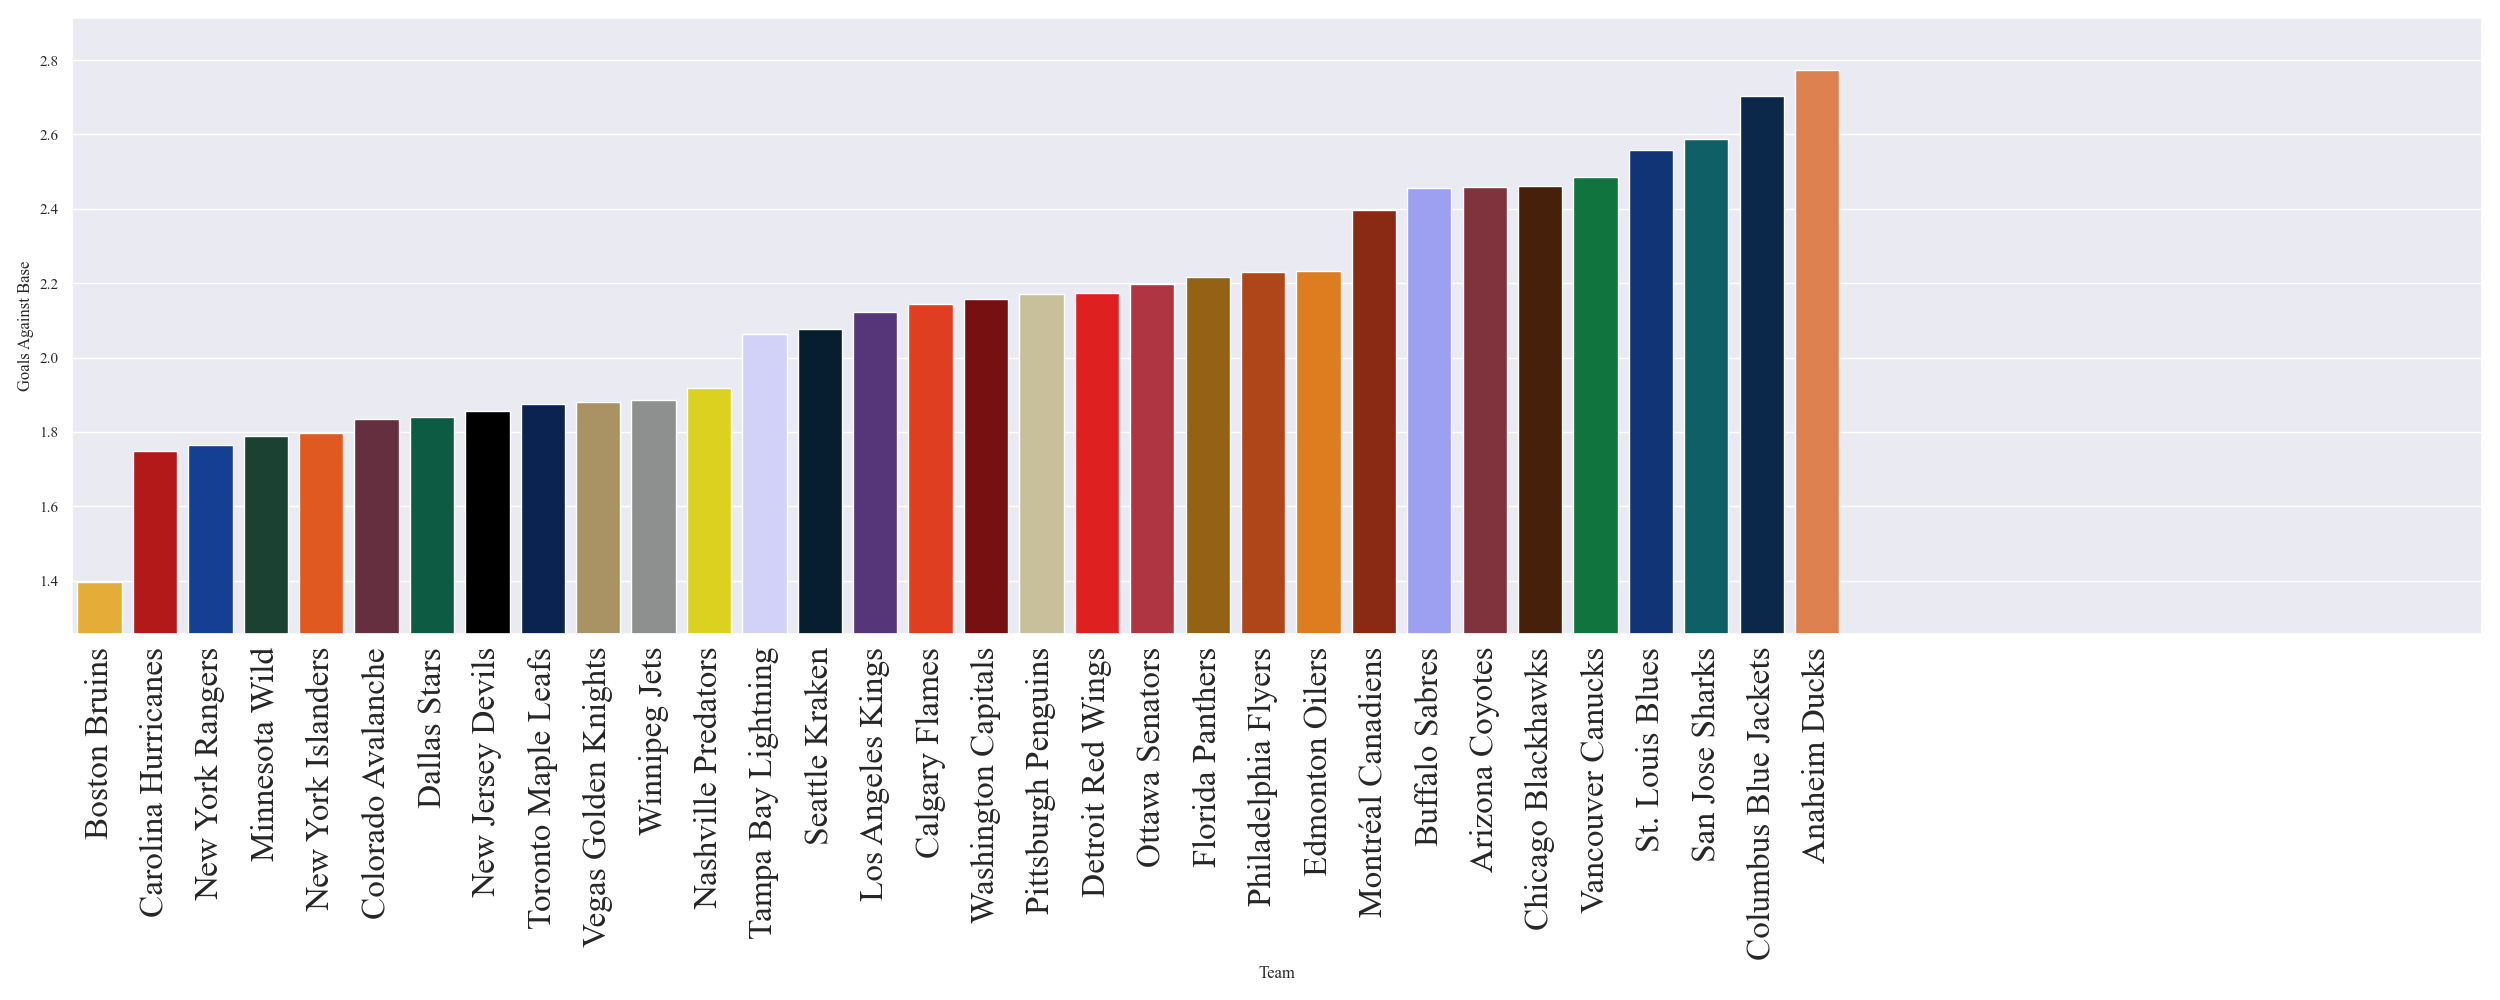 2.8
2.6
2.4
2.2
2.0
1.8
1.6
1.4
Goals Against Base
Boston Bruins
Carolina Hurricanes
New York Rangers
Minnesota Wild
New York Islanders
Colorado Avalanche
Dallas Stars
New Jersey Devils
Toronto Maple Leafs
Vegas Golden Knights
Winnipeg Jets
Nashville Predators
Tampa Bay Lightning
Seattle Kraken
Los Angeles Kings
Calgary Flames
Washington Capitals
Pittsburgh Penguins
Detroit Red Wings
Ottawa Senators
Florida Panthers
Philadelphia Flyers
Edmonton Oilers
Montréal Canadiens
Buffalo Sabres
Arizona Coyotes
Chicago Blackhawks
Vancouver Canucks
St. Louis Blues
San Jose Sharks
Columbus Blue Jackets
Anaheim Ducks
Team